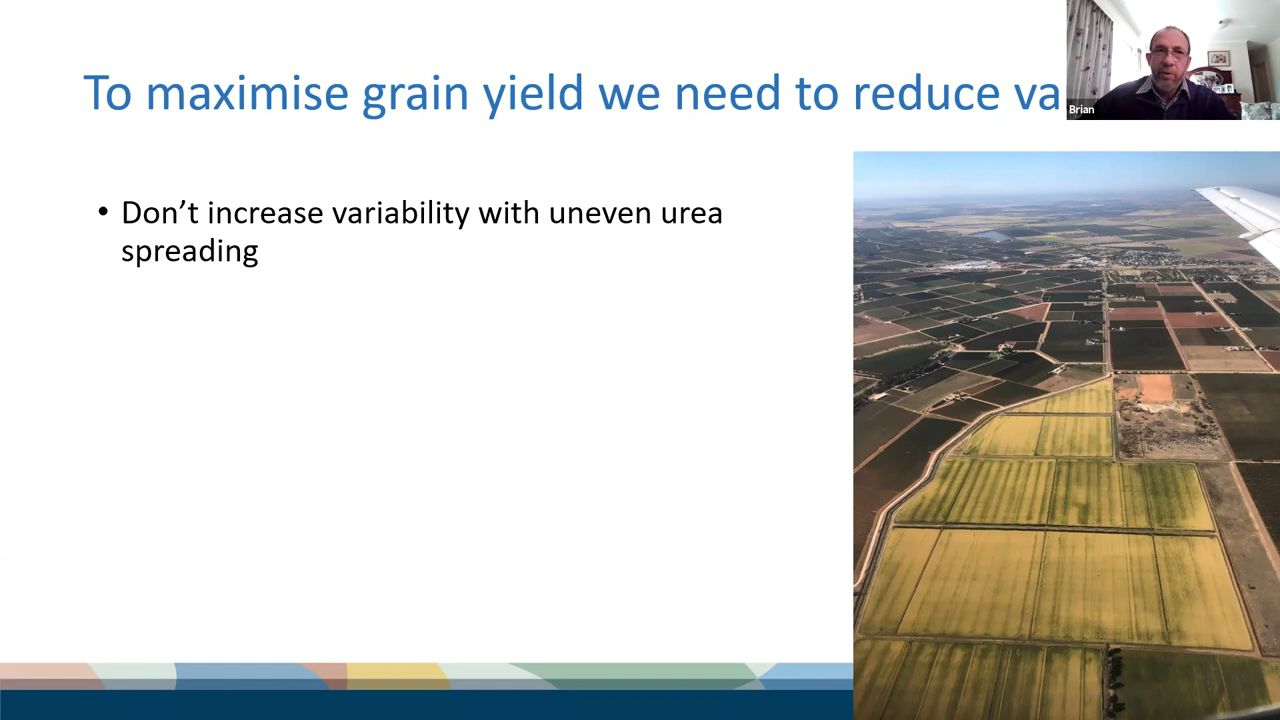 To maximise grain yield we need to reduce va
Brian
• Don’t increase variability with uneven urea
spreading